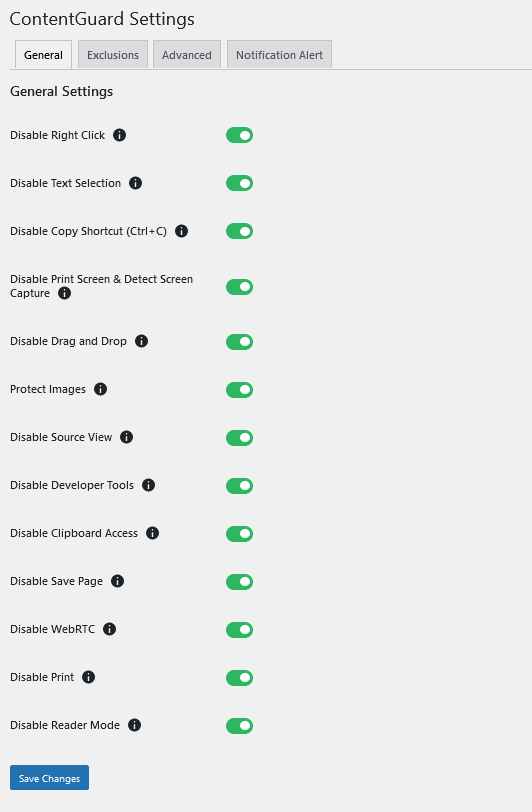 ContentGuard Settings
General Exclusions Advanced Notification Alert
General Settings
Disable Right Click
Disable Text Selection
Disable Copy Shortcut (Ctrl+C)
Disable Print Screen & Detect Screen
Capture
Disable Drag and Drop
Protect Images
Disable Source View
Disable Developer Tools
Disable Clipboard Access
Disable Save Page
Disable WebRTC
Disable Print
Disable Reader Mode
Save Changes